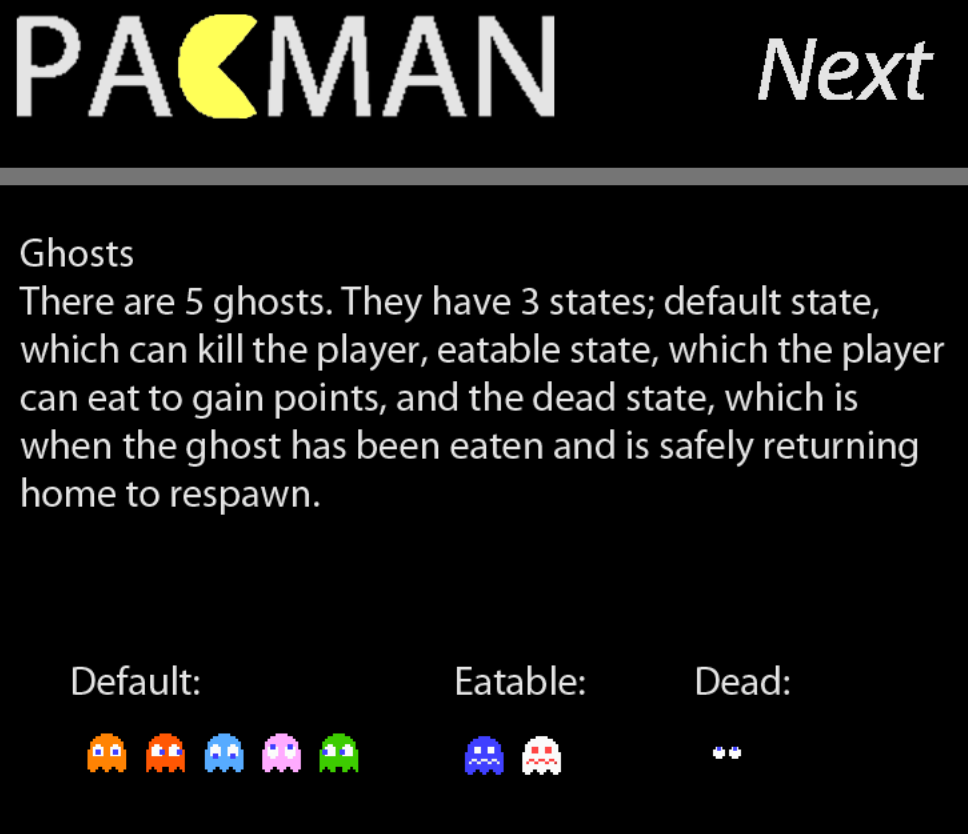 PACMAN
Next
Ghosts
There are 5 ghosts. They have 3 states; default state,
which can kill the player, eatable state, which the player
can eat to gain points, and the dead state, which is
when the ghost has been eaten and is safely returning
home to respawn.
Default:
Eatable:
Dead: